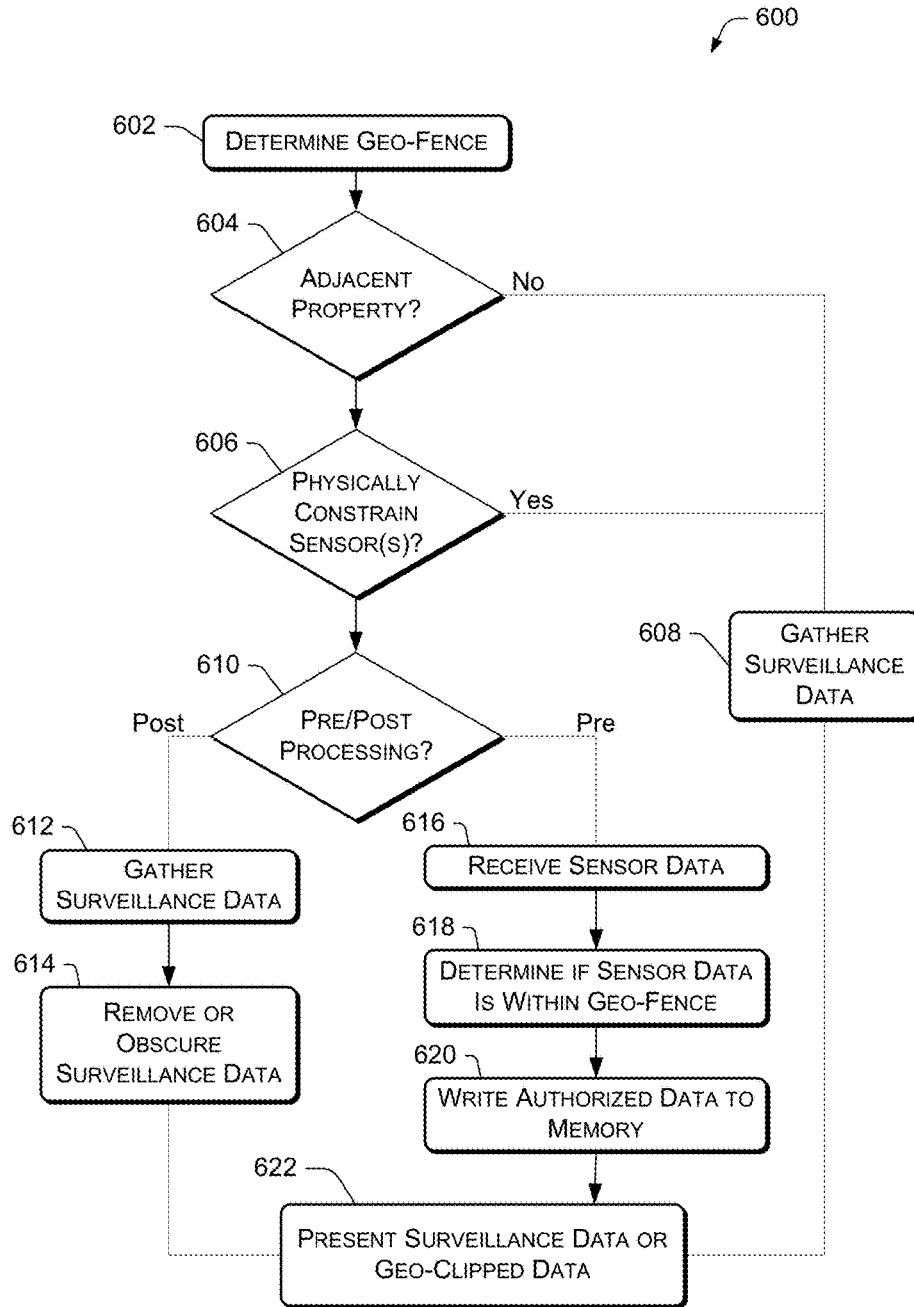 600
602
DETERMINE GEO-FENCE
604
ADJACENT
PROPERTY?
No
606
PHYSICALLY
CONSTRAIN
SENSOR(S)?
Yes
608
GATHER
SURVEILLANCE
DATA
610
PRE/POST
PROCESSING?
Post
Pre
612
GATHER
SURVEILLANCE DATA
614
REMOVE OR
OBSCURE
SURVEILLANCE DATA
616
RECEIVE SENSOR DATA
618
DETERMINE IF SENSOR DATA
IS WITHIN GEO-FENCE
620
WRITE AUTHORIZED DATA TO
MEMORY
622
PRESENT SURVEILLANCE DATA OR
GEO-CLIPPED DATA